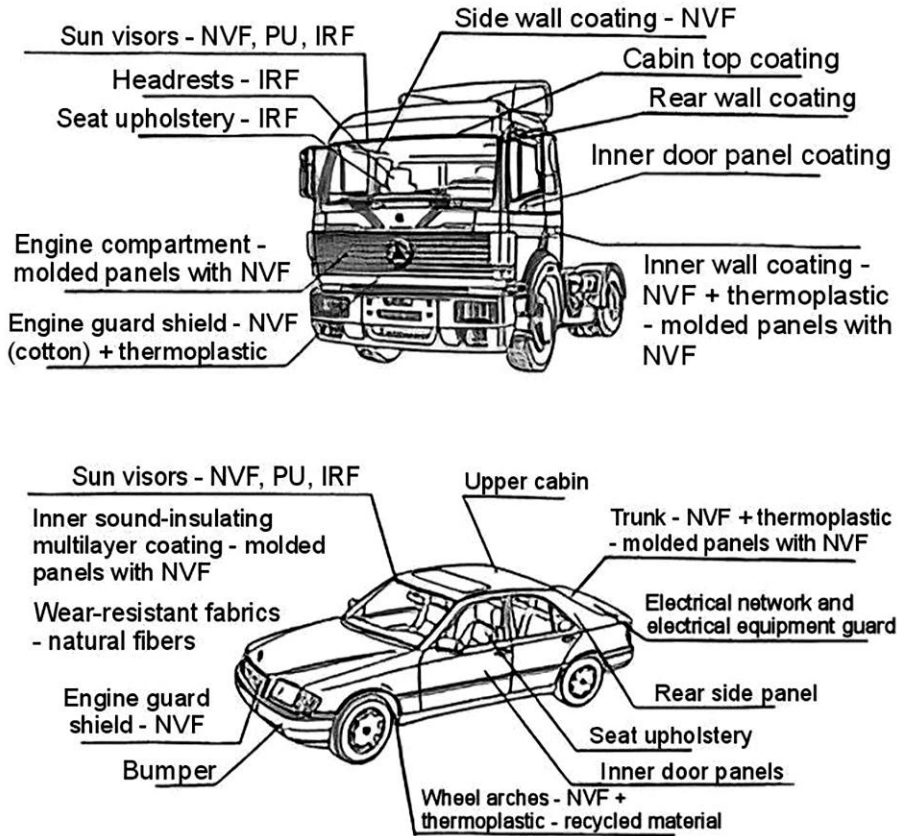 Sun visors - NVF, PU, IRF
Headrests - IRF
Seat upholstery - IRF
Engine compartment -
molded panels with NVF
Engine guard shield - NVF
(cotton) + thermoplastic
Side wall coating - NVF
Cabin top coating
Rear wall coating
Inner door panel coating
Inner wall coating -
NVF + thermoplastic
- molded panels with
NVF
Sun visors - NVF, PU, IRF
Inner sound-insulating
multilayer coating - molded
panels with NVF
Wear-resistant fabrics
- natural fibers
Engine guard
shield - NVF
Bumper
Upper cabin
Trunk - NVF + thermoplastic
- molded panels with NVF
Electrical network and
electrical equipment guard
Rear side panel
Seat upholstery
Inner door panels
Wheel arches - NVF +
thermoplastic - recycled material